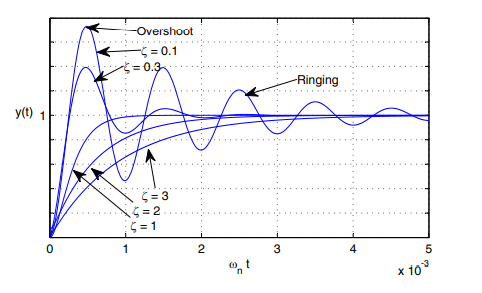 Overshoot
ζ = 0.1
ζ = 0.3
Ringing
y(t) 1
ζ = 3
ζ = 2
ζ = 1
0 1 2 3 4 5
ωn t
x 10-3